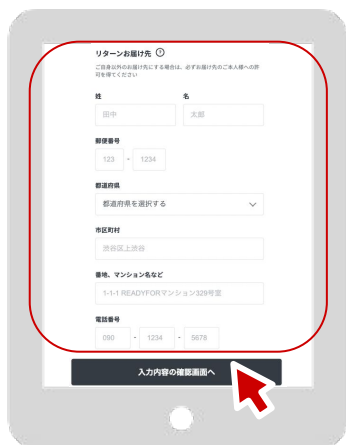 リターンお届け先 ?
ご自身以外のお届け先にする場合は、必ずお届け先のご本人様への許
可を得てください
姓 名
田中 太郎
郵便番号
123 - 1234
都道府県
都道府県を選択する
市区町村
渋谷区上渋谷
番地、マンション名など
1-1-1 READYFORマンション329号室
電話番号
090 - 1234 - 5678
入力内容の確認画面へ